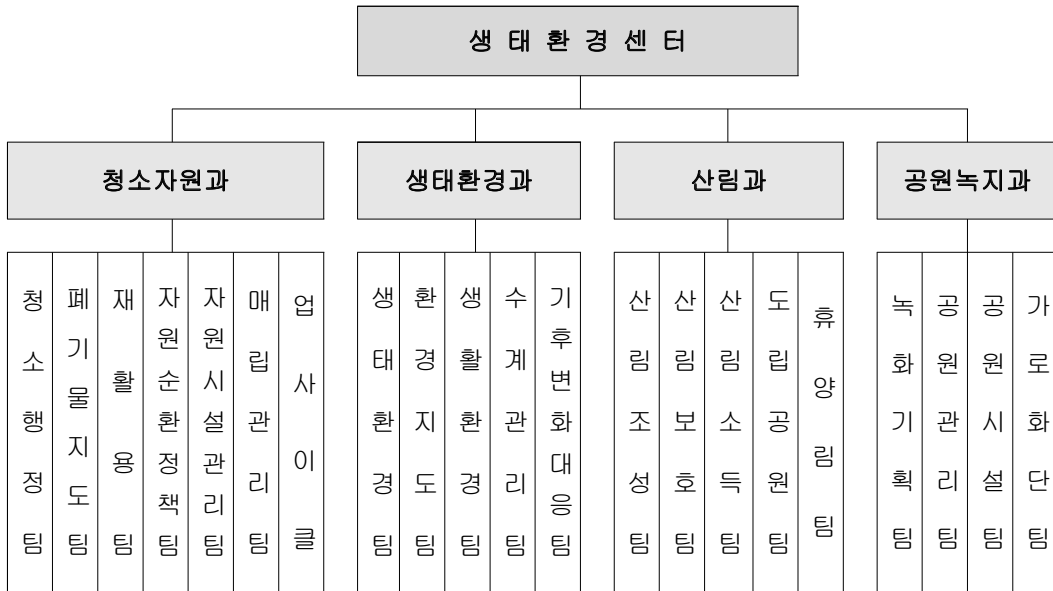 생태환경센터
청소자원과
생태환경과
산림과
공원녹지과
청소행정팀
폐기물지도팀
재활용팀
자원순환정책팀
자원시설관리팀
매립관리팀
업사이클
생태환경팀
환경지도팀
생활환경팀
수계관리팀
기후변화대응팀
산림조성팀
산림보호팀
산림소득팀
도립공원팀
휴양림팀
녹화기획팀
공원관리팀
공원시설팀
가로화단팀